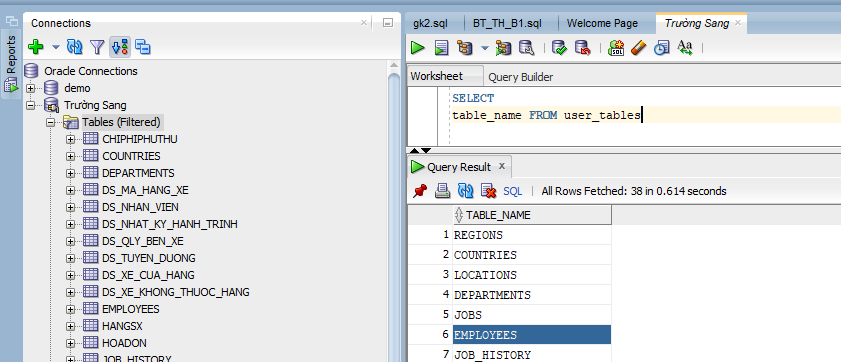 Connections
Reports
Oracle Connections
demo
Trường Sang
Tables (Filtered)
CHIPHIPHUTHU
COUNTRIES
DEPARTMENTS
DS_MA_HANG_XE
DS_NHAN_VIEN
DS_NHAT_KY_HANH_TRINH
DS_QLY_BEN_XE
DS_TUYEN_DUONG
DS_XE_CUA_HANG
DS_XE_KHONG_THUOC_HANG
EMPLOYEES
HANGSX
HOADON
JOB_HISTORY
gk2.sql BT_TH_B1.sql Welcome Page Trường Sang
SQL Aa
Worksheet Query Builder
SELECT
table_name FROM user_tables
Query Result x
SQL All Rows Fetched: 38 in 0.614 seconds
TABLE_NAME
1 REGIONS
2 COUNTRIES
3 LOCATIONS
4 DEPARTMENTS
5 JOBS
6 EMPLOYEES
7 JOB_HISTORY